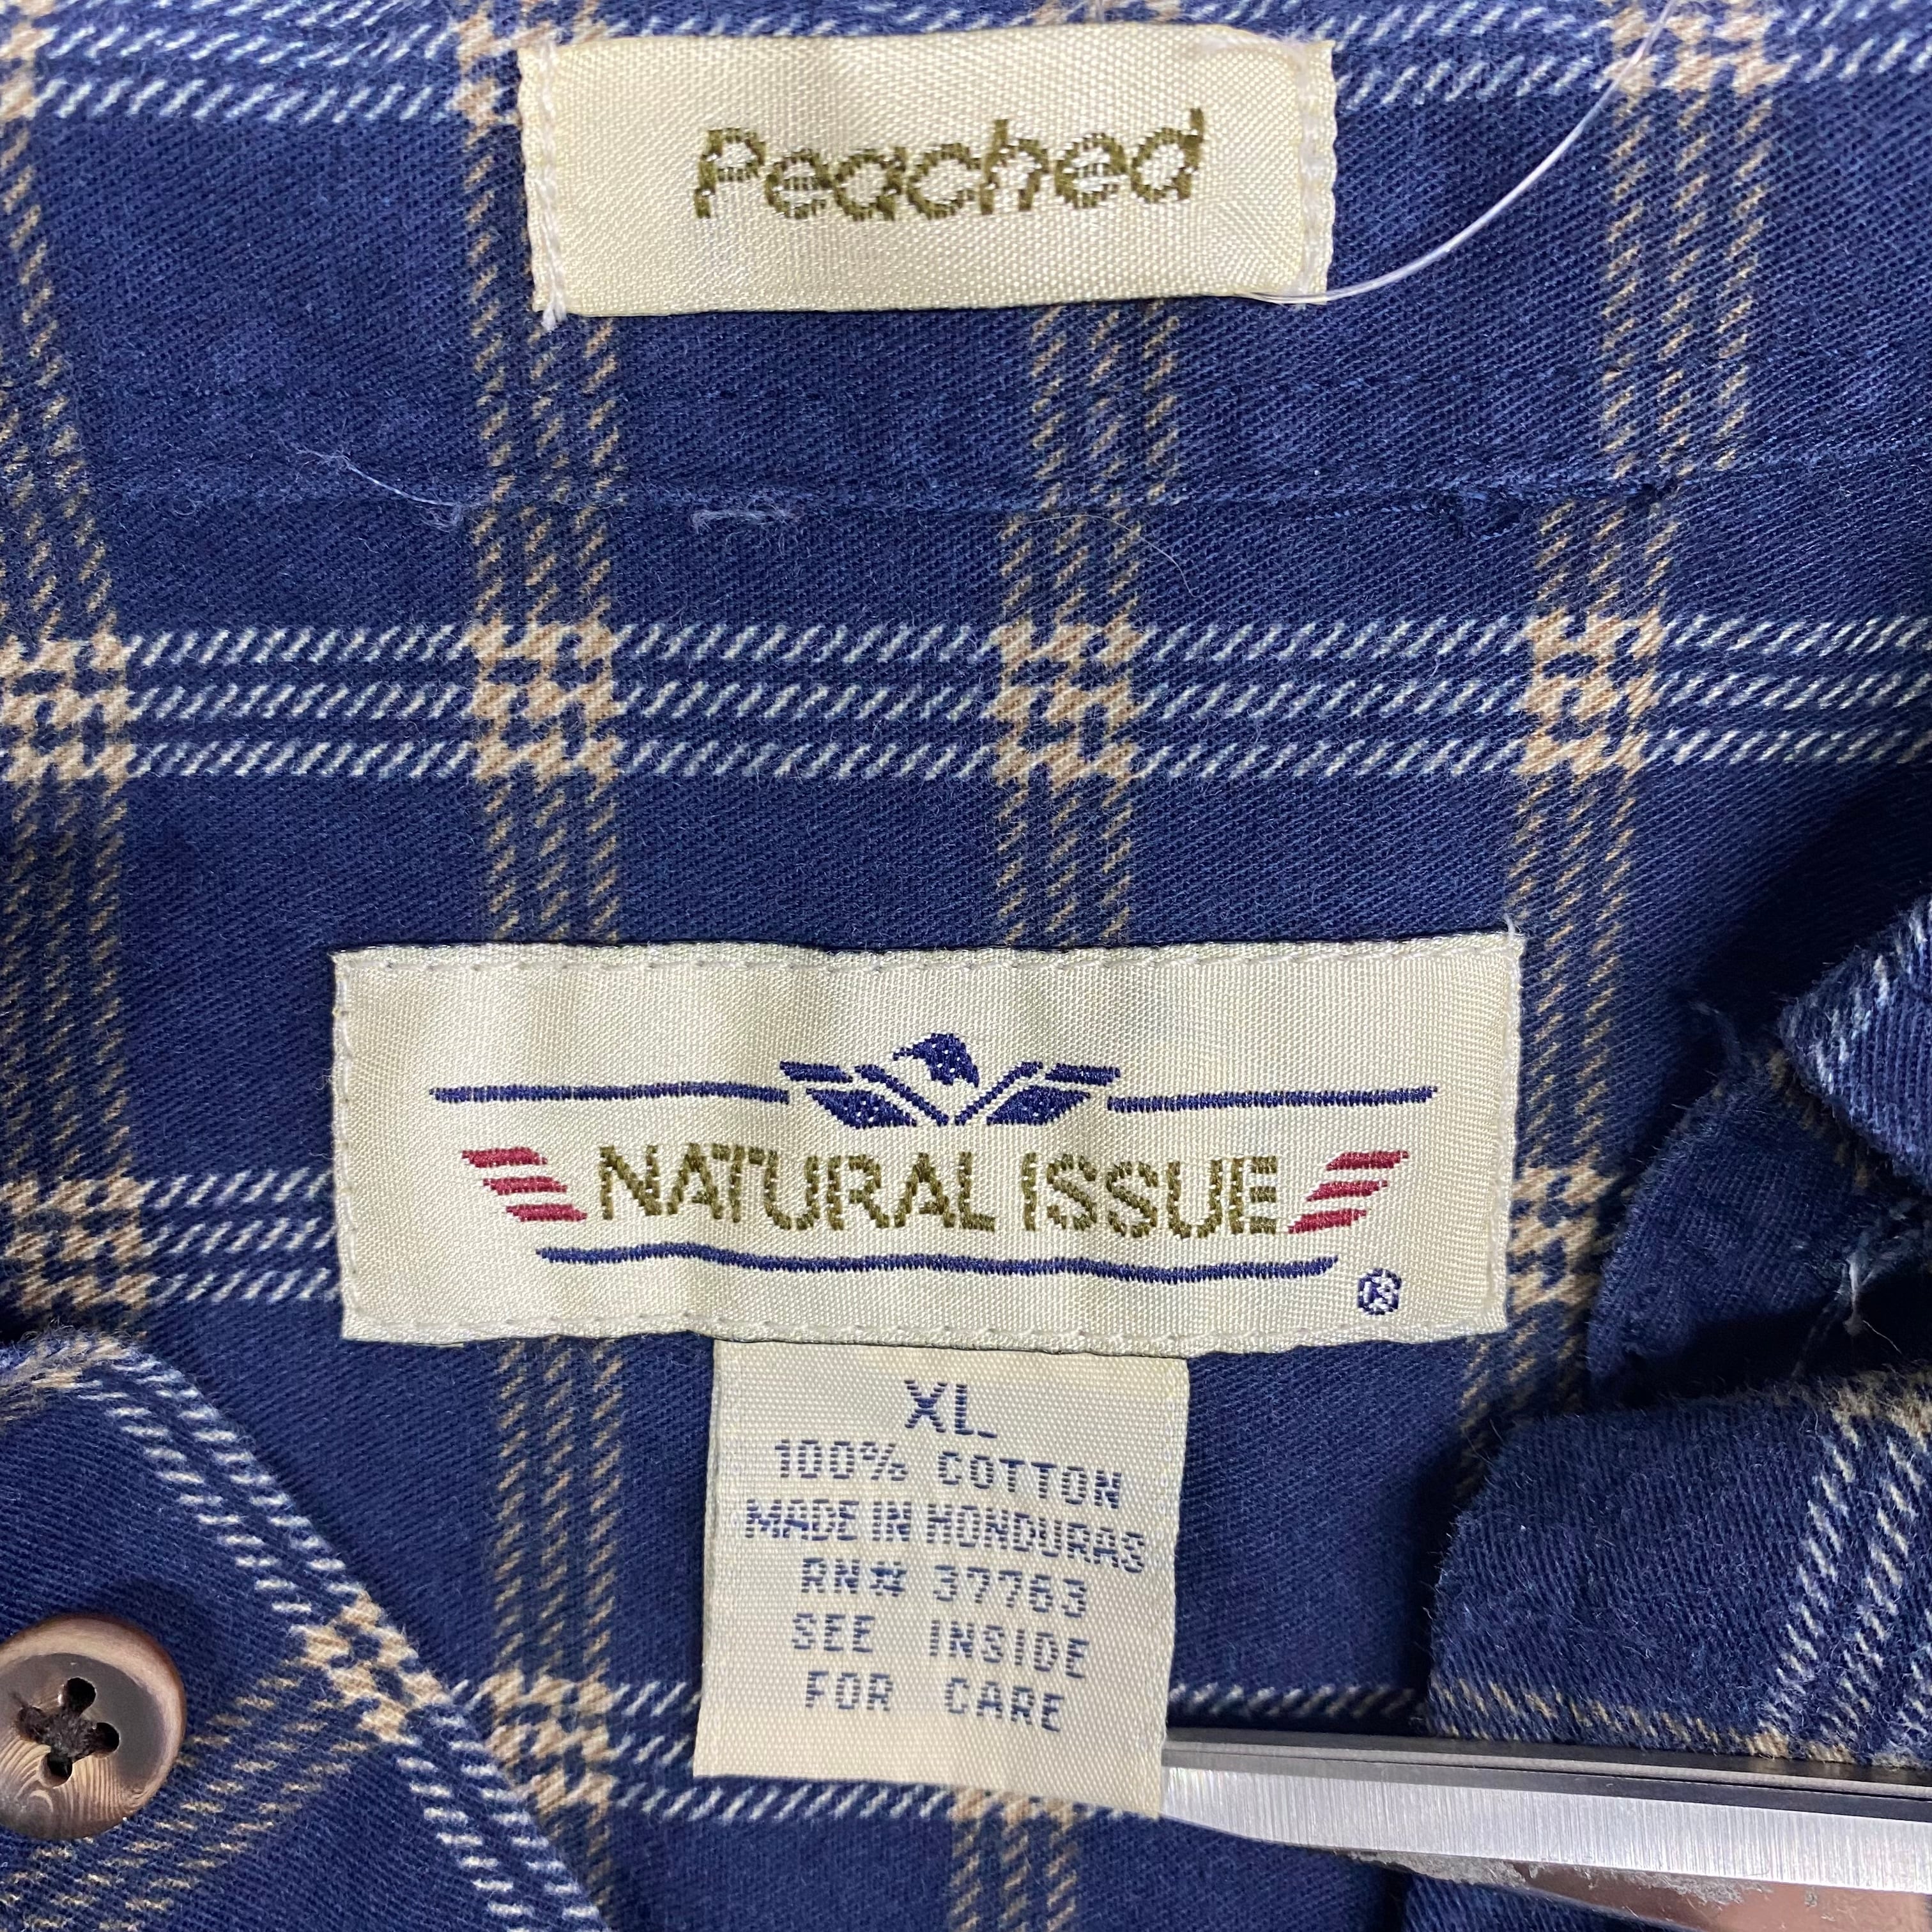 Peached
NATURAL ISSUE
®
XL
100% COTTON
MADE IN HONDURAS
RN# 37763
SEE INSIDE
FOR CARE